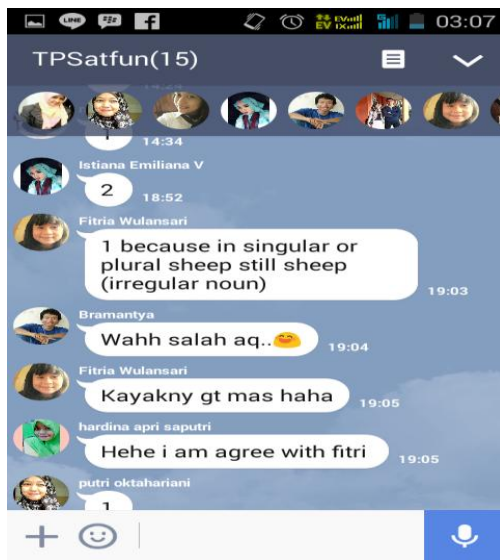 03:07
TPSatfun(15)
14:34
Istiana Emiliana V
2
18:52
Fitria Wulansari
1 because in singular or
plural sheep still sheep
(irregular noun)
19:03
Bramantya
Wahh salah aq..😄
19:04
Fitria Wulansari
Kayakny gt mas haha
19:05
hardina apri saputri
Hehe i am agree with fitri
19:05
putri oktahariani
1